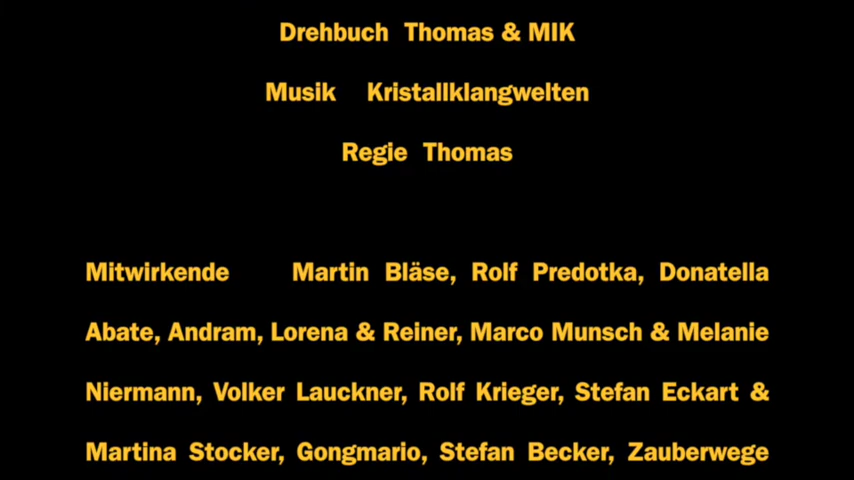 Drehbuch Thomas & MIK
Musik Kristallklangwelten
Regie Thomas
Mitwirkende Martin Bläse, Rolf Predotka, Donatella
Abate, Andram, Lorena & Reiner, Marco Munsch & Melanie
Niermann, Volker Lauckner, Rolf Krieger, Stefan Eckart &
Martina Stocker, Gongmario, Stefan Becker, Zauberwege